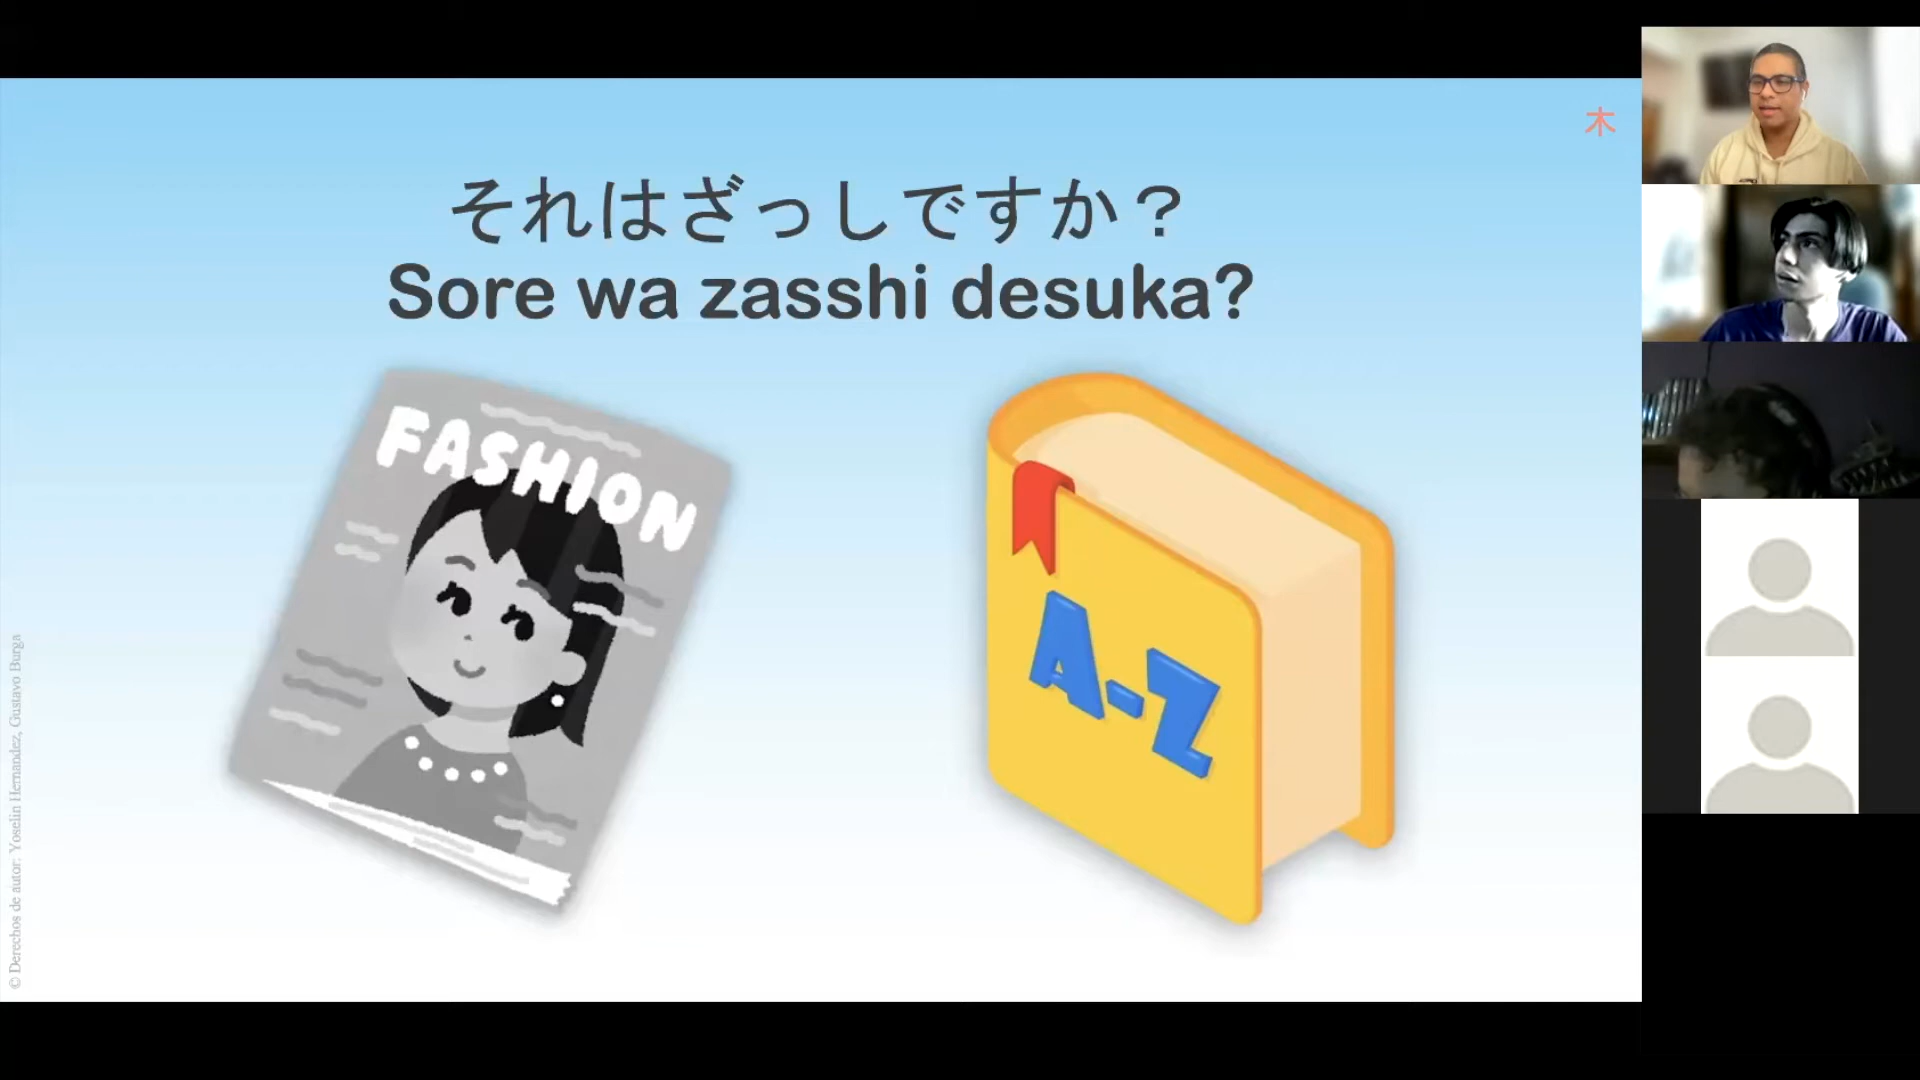 木
それはざっしですか？
Sore wa zasshi desuka?
FASHION
A-Z
© Derechos de autor: Yoselin Hernandez, Gustavo Burga